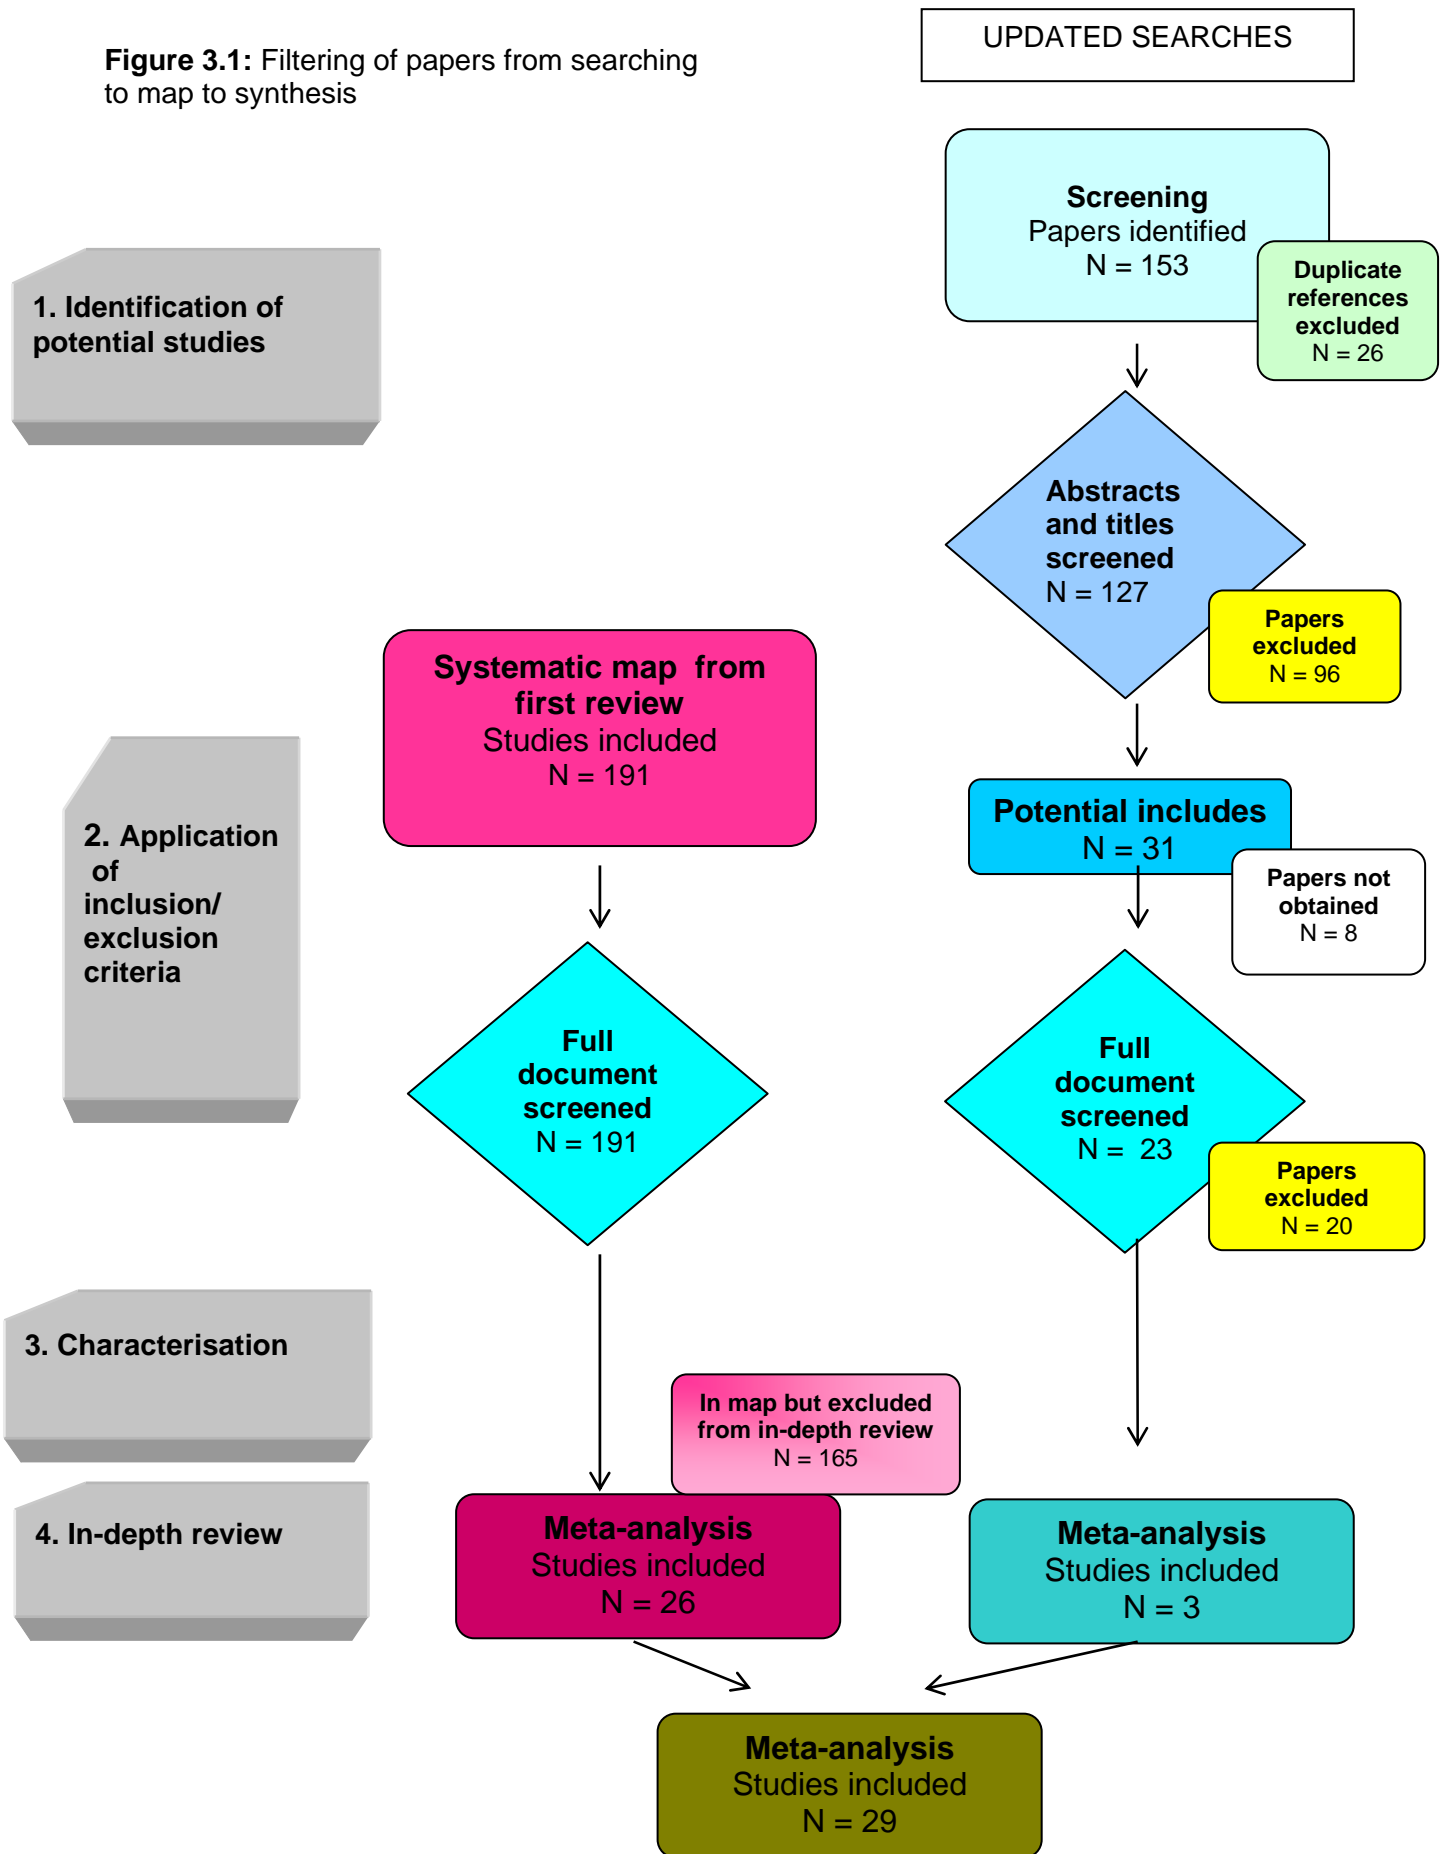 Figure 3.1: Filtering of papers from searching
to map to synthesis
UPDATED SEARCHES
Screening
Papers identified
N = 153
Duplicate
references
excluded
N = 26
1. Identification of
potential studies
Abstracts
and titles
screened
N = 127
Papers
excluded
N = 96
Systematic map from
first review
Studies included
N = 191
Potential includes
N = 31
Papers not
obtained
N = 8
2. Application
of
inclusion/
exclusion
criteria
Full
document
screened
N = 191
Full
document
screened
N = 23
Papers
excluded
N = 20
3. Characterisation
In map but excluded
from in-depth review
N = 165
4. In-depth review
Meta-analysis
Studies included
N = 26
Meta-analysis
Studies included
N = 3
Meta-analysis
Studies included
N = 29